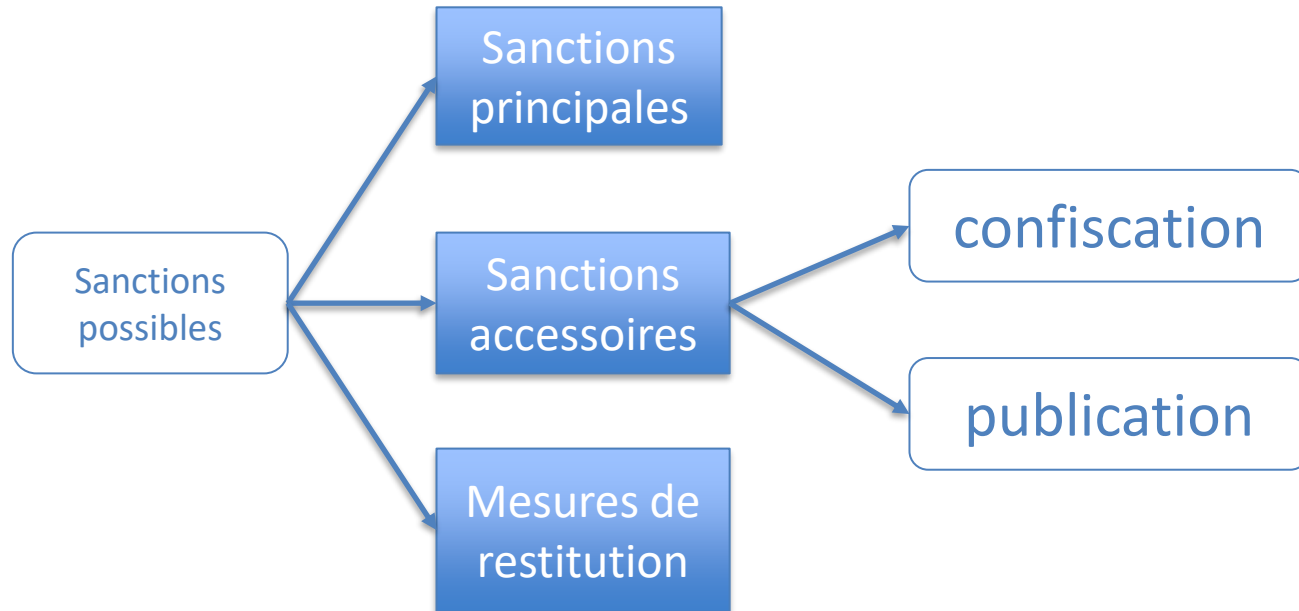 Sanctions
possibles
Sanctions
principales
Sanctions
accessoires
Mesures de
restitution
confiscation
publication